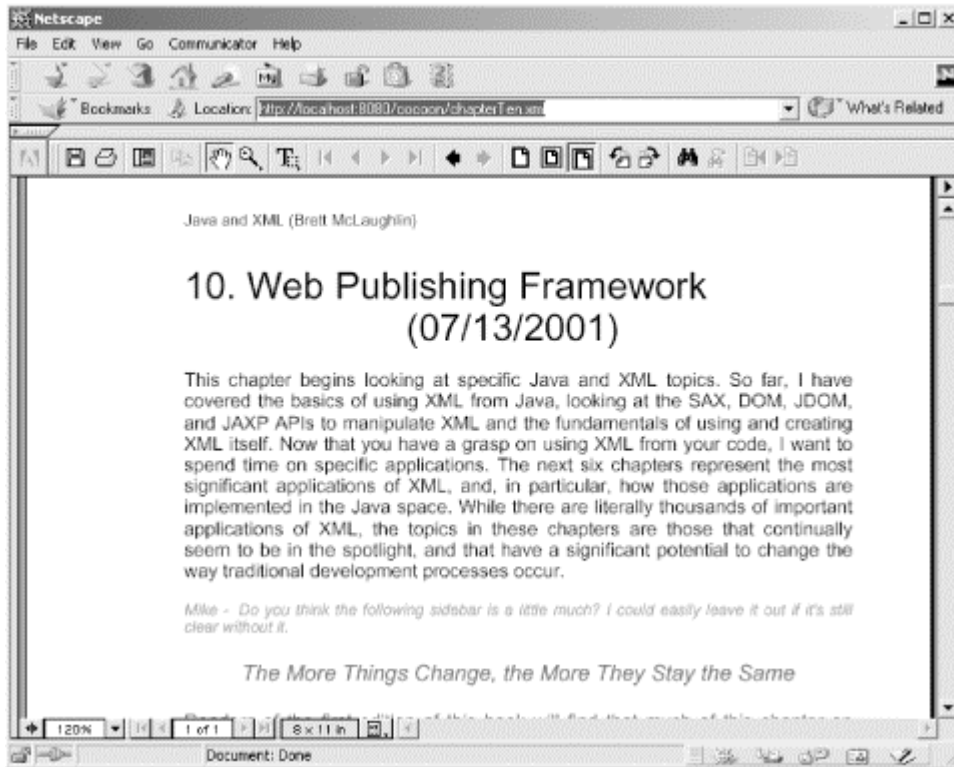 Netscape
File Edit View Go Communicator Help
Bookmarks Location: http://localhost:8080/cocoon/chapterTen.xml What's Related
Java and XML (Brett McLaughlin)
10. Web Publishing Framework
(07/13/2001)
This chapter begins looking at specific Java and XML topics. So far, I have
covered the basics of using XML from Java, looking at the SAX, DOM, JDOM,
and JAXP APIs to manipulate XML and the fundamentals of using and creating
XML itself. Now that you have a grasp on using XML from your code, I want to
spend time on specific applications. The next six chapters represent the most
significant applications of XML, and, in particular, how those applications are
implemented in the Java space. While there are literally thousands of important
applications of XML, the topics in these chapters are those that continually
seem to be in the spotlight, and that have a significant potential to change the
way traditional development processes occur.
Mike - Do you think the following sidebar is a little much? I could easily leave it out if it's still
clear without it.
The More Things Change, the More They Stay the Same
120% 1 of 1 8 x 11 in
Document: Done